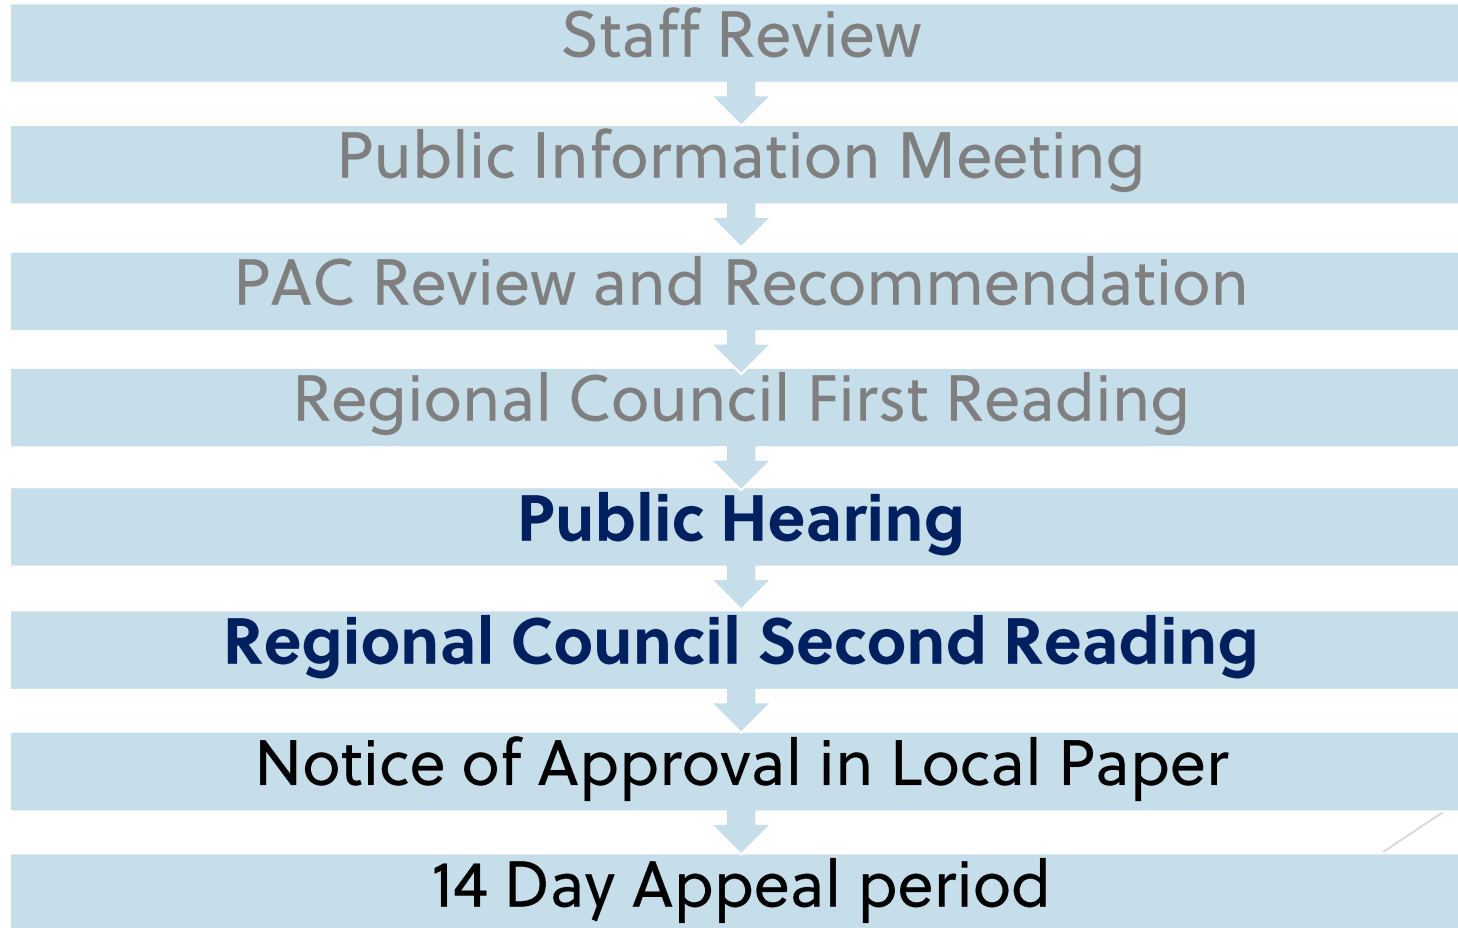 Staff Review
Public Information Meeting
PAC Review and Recommendation
Regional Council First Reading
Public Hearing
Regional Council Second Reading
Notice of Approval in Local Paper
14 Day Appeal period